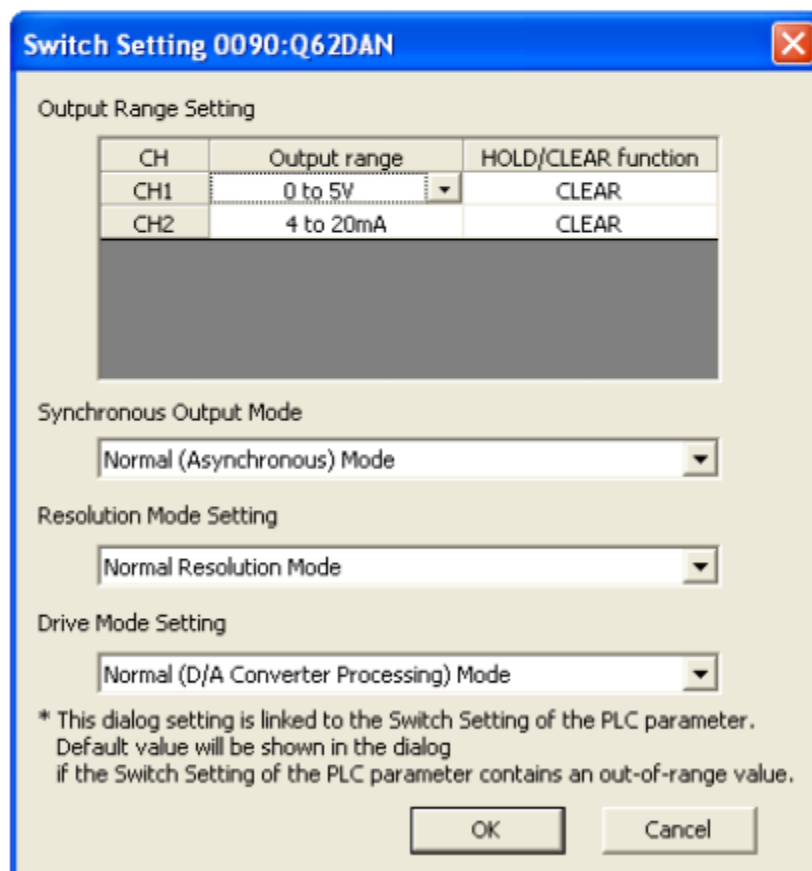 Switch Setting 0090:Q62DAN
Output Range Setting
CH Output range HOLD/CLEAR function
CH1 0 to 5V CLEAR
CH2 4 to 20mA CLEAR
Synchronous Output Mode
Normal (Asynchronous) Mode
Resolution Mode Setting
Normal Resolution Mode
Drive Mode Setting
Normal (D/A Converter Processing) Mode
* This dialog setting is linked to the Switch Setting of the PLC parameter.
Default value will be shown in the dialog
if the Switch Setting of the PLC parameter contains an out-of-range value.
OK Cancel